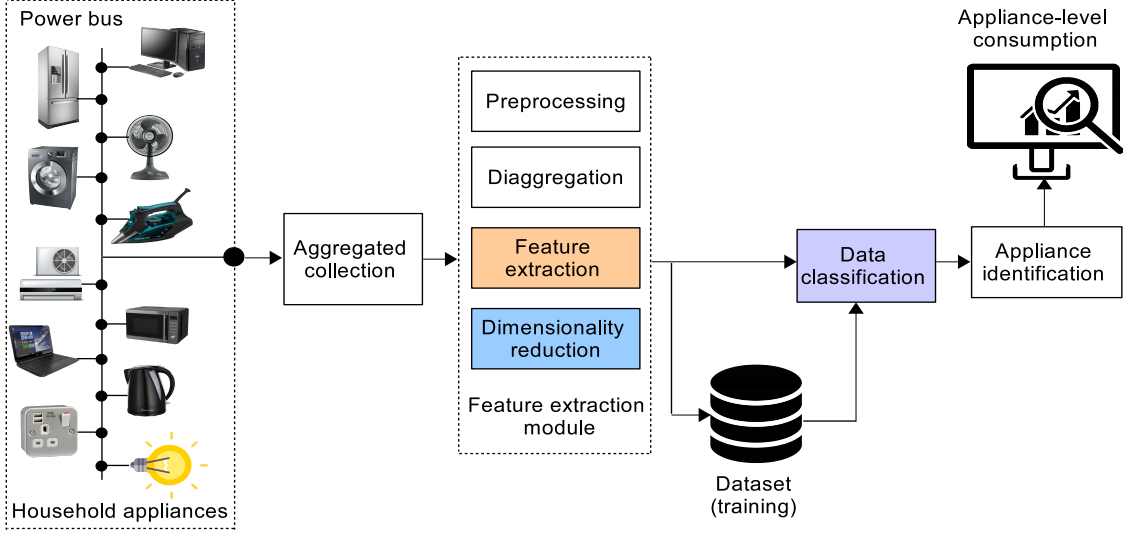 Power bus
Household appliances
Aggregated
collection
Preprocessing
Diaggregation
Feature
extraction
Dimensionality
reduction
Feature extraction
module
Dataset
(training)
Data
classification
Appliance
identification
Appliance-level
consumption